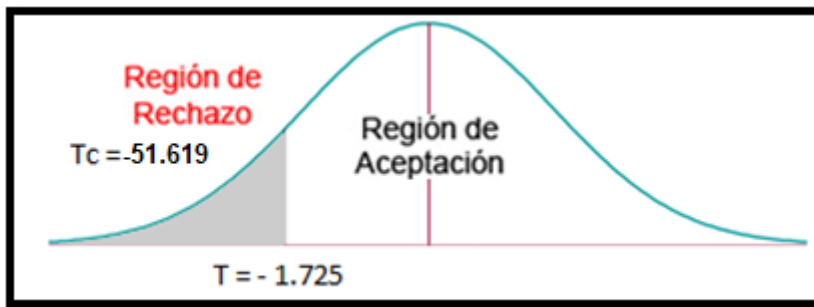 Región de
Rechazo
Tc =-51.619
Región de
Aceptación
T = - 1.725